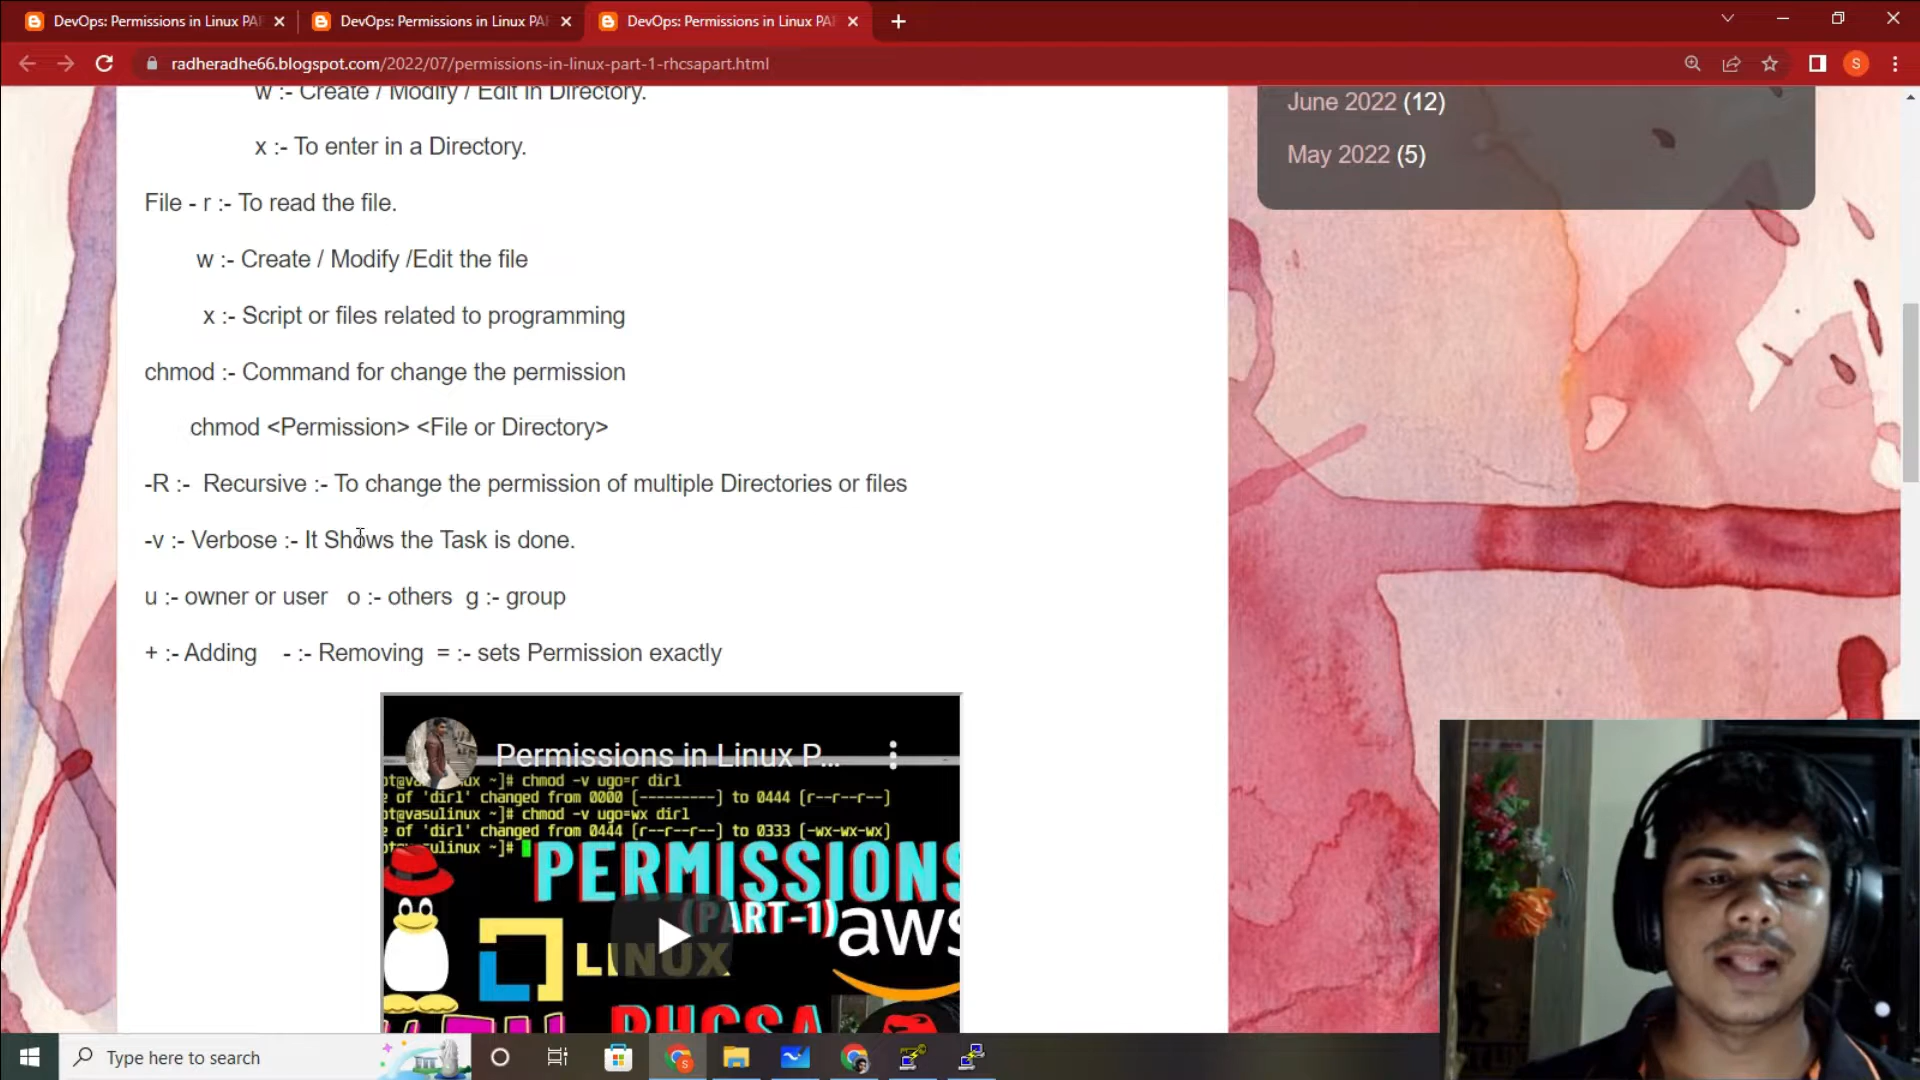 DevOps: Permissions in Linux PA
DevOps: Permissions in Linux PA
DevOps: Permissions in Linux PA
radheradhe66.blogspot.com/2022/07/permissions-in-linux-part-1-rhcsapart.html
S
w :- Create / Modify / Edit in Directory.
x :- To enter in a Directory.
File - r :- To read the file.
w :- Create / Modify /Edit the file
x :- Script or files related to programming
chmod :- Command for change the permission
chmod <Permission> <File or Directory>
-R :- Recursive :- To change the permission of multiple Directories or files
-v :- Verbose :- It Shows the Task is done.
u :- owner or user o :- others g :- group
+ :- Adding - :- Removing = :- sets Permission exactly
June 2022 (12)
May 2022 (5)
Permissions in Linux P...
ux ~]# chmod -v ugo=r dir1
e of 'dir1' changed from 0000 (---------) to 0444 (r--r--r--)
ot@vasulinux ~]# chmod -v ugo=wx dir1
e of 'dir1' changed from 0444 (r--r--r--) to 0333 (-wx-wx-wx)
sulinux ~]#
PERMISSIONS
(PART-1)
aws
LINUX
RHCSA
Type here to search